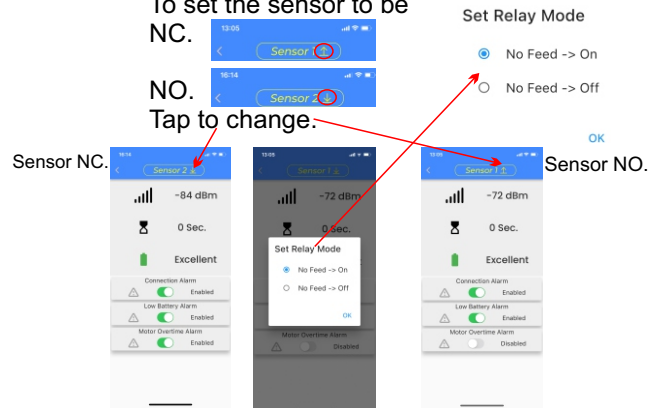 To set the sensor to be
NC.
13:05
Sensor 1
NO.
16:14
Sensor 2
Tap to change.
Set Relay Mode
No Feed -> On
No Feed -> Off
OK
Sensor NC.
16:14
Sensor 2
-84 dBm
0 Sec.
Excellent
Connection Alarm
Enabled
Low Battery Alarm
Enabled
Motor Overtime Alarm
Enabled
13:05
Sensor 1
-72 dBm
0 Sec.
Set Relay Mode
No Feed -> On
No Feed -> Off
OK
Motor Overtime Alarm
Disabled
Sensor NO.
13:05
Sensor 1
-72 dBm
0 Sec.
Excellent
Connection Alarm
Enabled
Low Battery Alarm
Enabled
Motor Overtime Alarm
Disabled